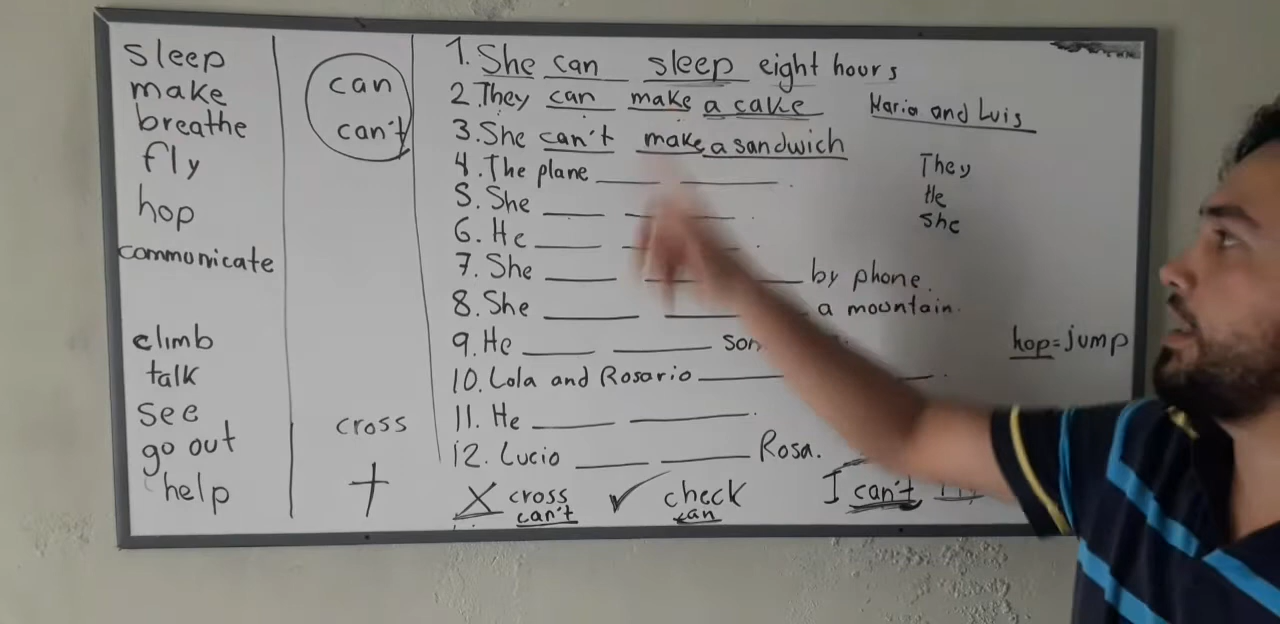 sleep
make
breathe
fly
hop
communicate
climb
talk
see
go out
help
can
can't
cross
1. She can sleep eight hours
2. They can make a cake
3. She can't make a sandwich
4. The plane ____ ____.
5. She ____ ____.
6. He ____ ____.
7. She ____ ____ by phone.
8. She ____ ____ a mountain.
9. He ____ ____
10. Lola and Rosario ____ ____.
11. He ____ ____.
12. Lucio ____ ____ Rosa.
X cross
can't
✓ check
can
Maria and Luis
They
He
She
hop = jump
I can't